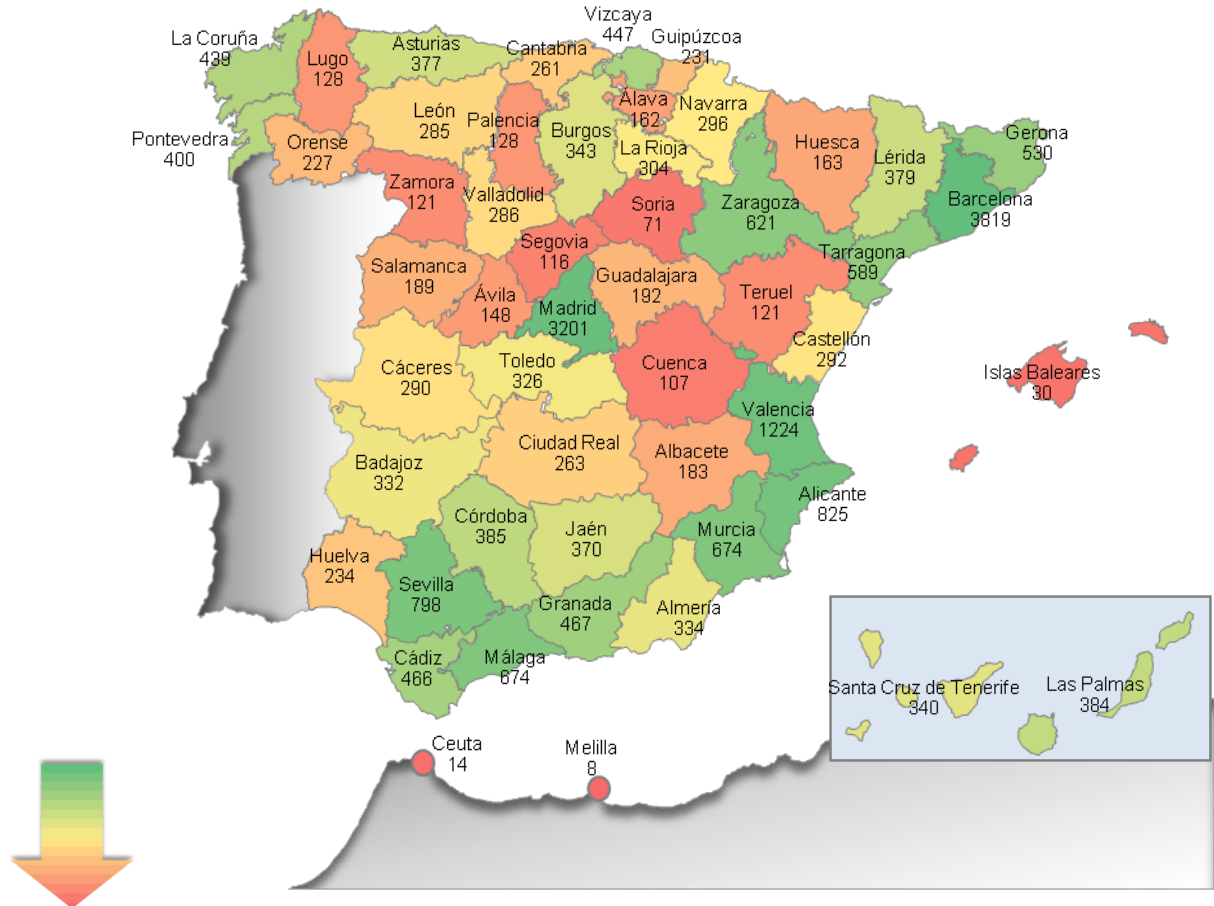 Vizcaya
447
La Coruña
439
Guipúzcoa
231
Asturias
377
Cantabria
261
Lugo
128
Álava
162
Navarra
296
León
285
Palencia
128
Burgos
343
La Rioja
304
Huesca
163
Lérida
379
Gerona
530
Pontevedra
400
Orense
227
Zamora
121
Valladolid
286
Soria
71
Zaragoza
621
Barcelona
3819
Segovia
116
Tarragona
589
Salamanca
189
Ávila
148
Madrid
3201
Guadalajara
192
Teruel
121
Castellón
292
Cáceres
290
Toledo
326
Cuenca
107
Islas Baleares
30
Valencia
1224
Badajoz
332
Ciudad Real
263
Albacete
183
Alicante
825
Córdoba
385
Jaén
370
Murcia
674
Huelva
234
Sevilla
798
Granada
467
Almería
334
Cádiz
466
Málaga
674
Santa Cruz de Tenerife
340
Las Palmas
384
Ceuta
14
Melilla
8